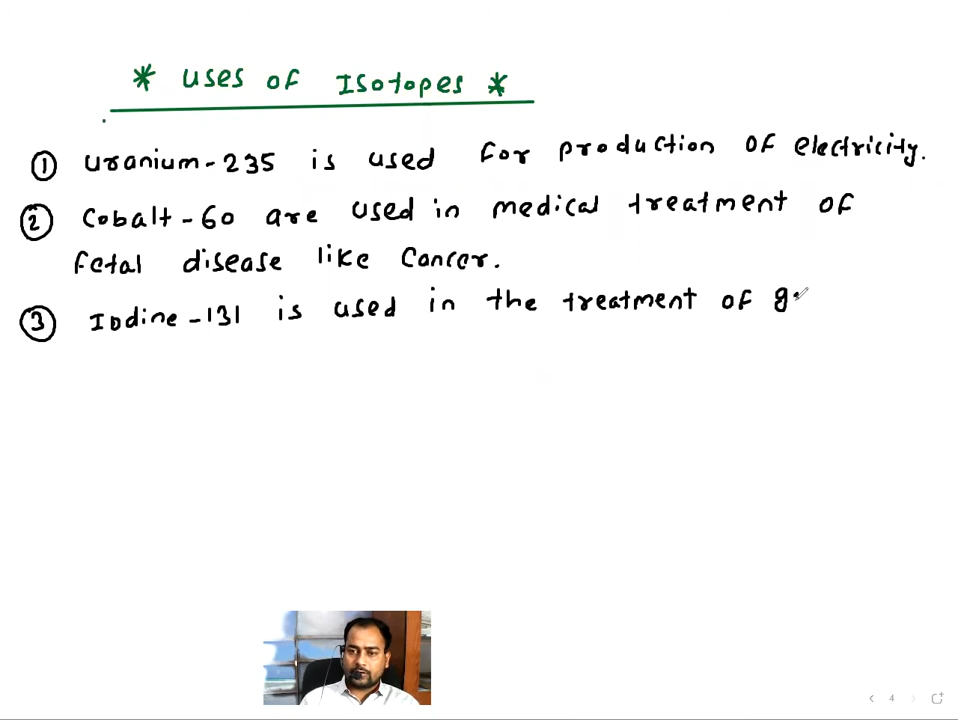 * Uses of Isotopes *
① Uranium-235 is used for production of electricity.
② Cobalt-60 are used in medical treatment of
fetal disease like Cancer.
③ Iodine-131 is used in the treatment of
4